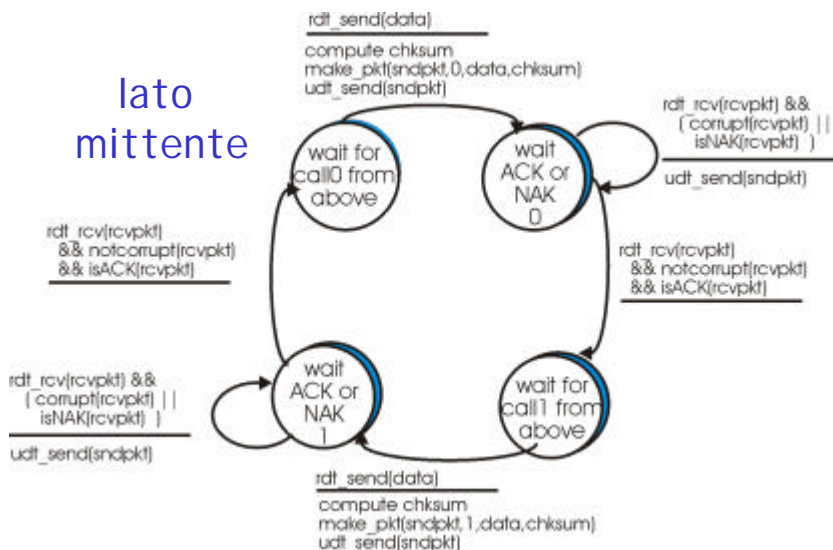 rdt_send(data)
compute chksum
make_pkt(sndpkt,0,data,chksum)
udt_send(sndpkt)
lato
mittente
wait for
call0 from
above
wait
ACK or
NAK
0
rdt_rcv(rcvpkt) &&
( corrupt(rcvpkt) ||
isNAK(rcvpkt) )
udt_send(sndpkt)
rdt_rcv(rcvpkt)
&& notcorrupt(rcvpkt)
&& isACK(rcvpkt)
rdt_rcv(rcvpkt)
&& notcorrupt(rcvpkt)
&& isACK(rcvpkt)
rdt_rcv(rcvpkt) &&
( corrupt(rcvpkt) ||
isNAK(rcvpkt) )
udt_send(sndpkt)
wait
ACK or
NAK
1
wait for
call1 from
above
rdt_send(data)
compute chksum
make_pkt(sndpkt,1,data,chksum)
udt_send(sndpkt)